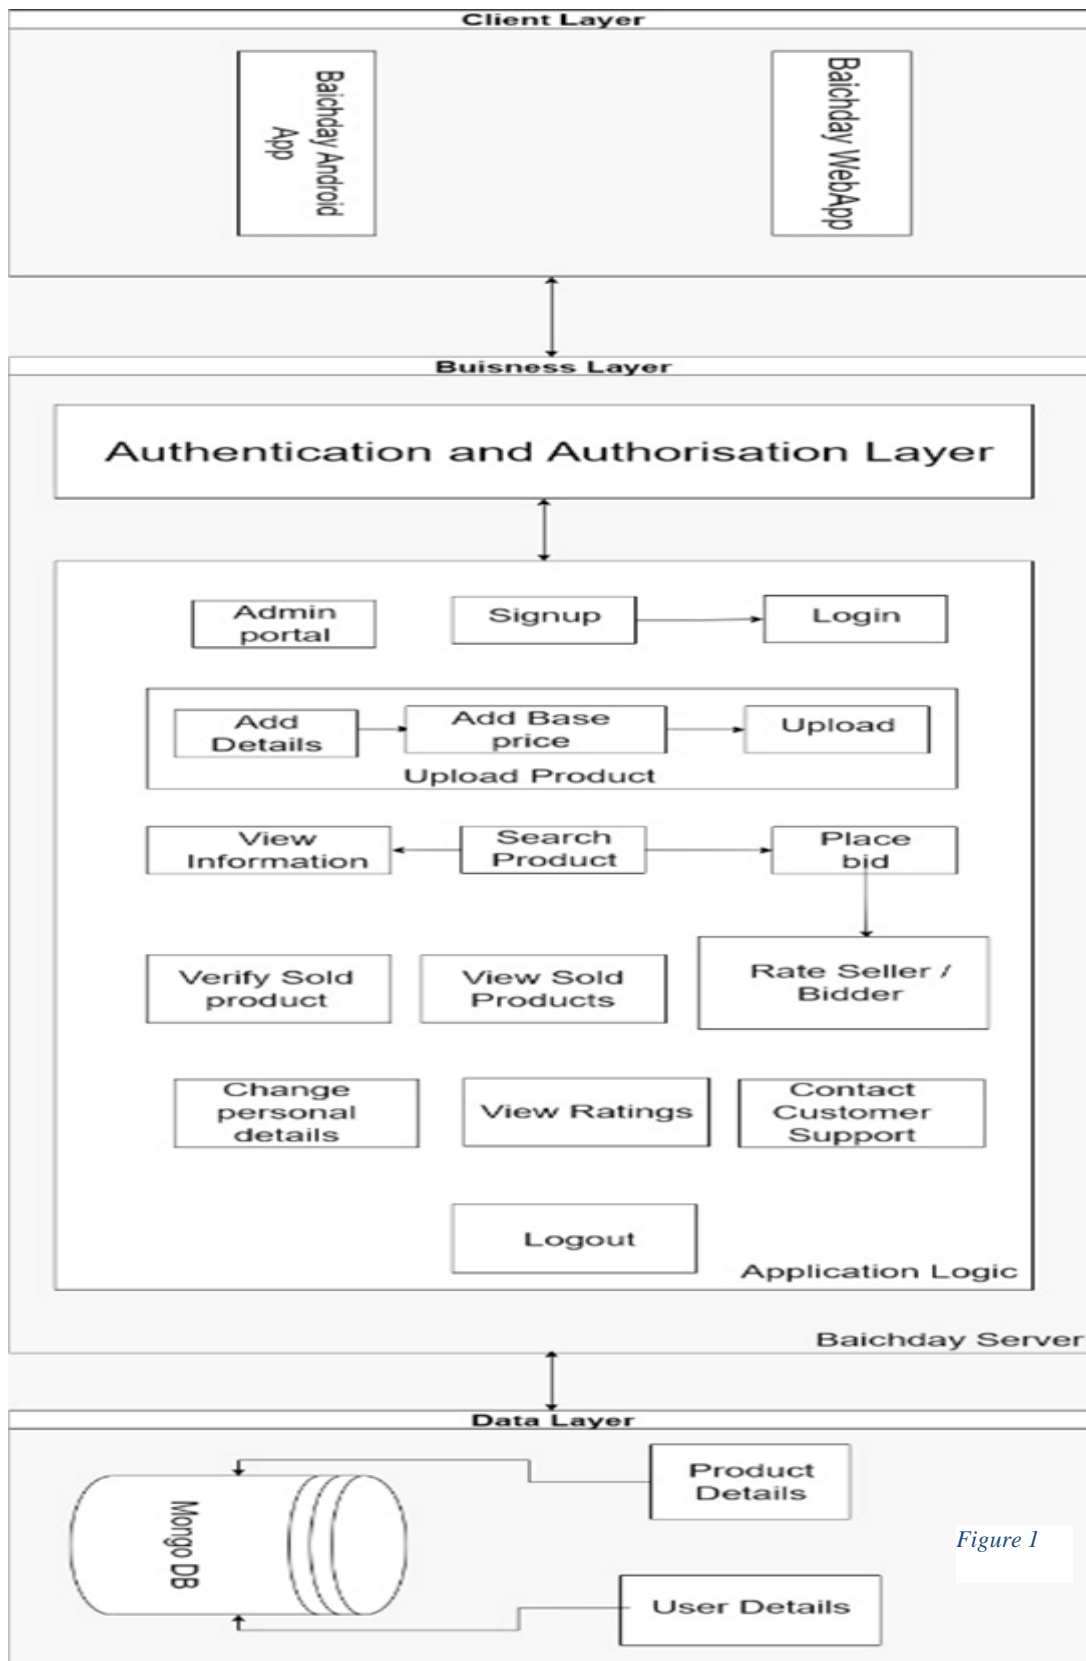 Client Layer
Baichday Android
App
Baichday WebApp
Buisness Layer
Authentication and Authorisation Layer
Admin
portal
Signup
Login
Add
Details
Add Base
price
Upload
Upload Product
View
Information
Search
Product
Place
bid
Verify Sold
product
View Sold
Products
Rate Seller /
Bidder
Change
personal
details
View Ratings
Contact
Customer
Support
Logout
Application Logic
Baichday Server
Data Layer
Mongo DB
Product
Details
User Details
Figure 1